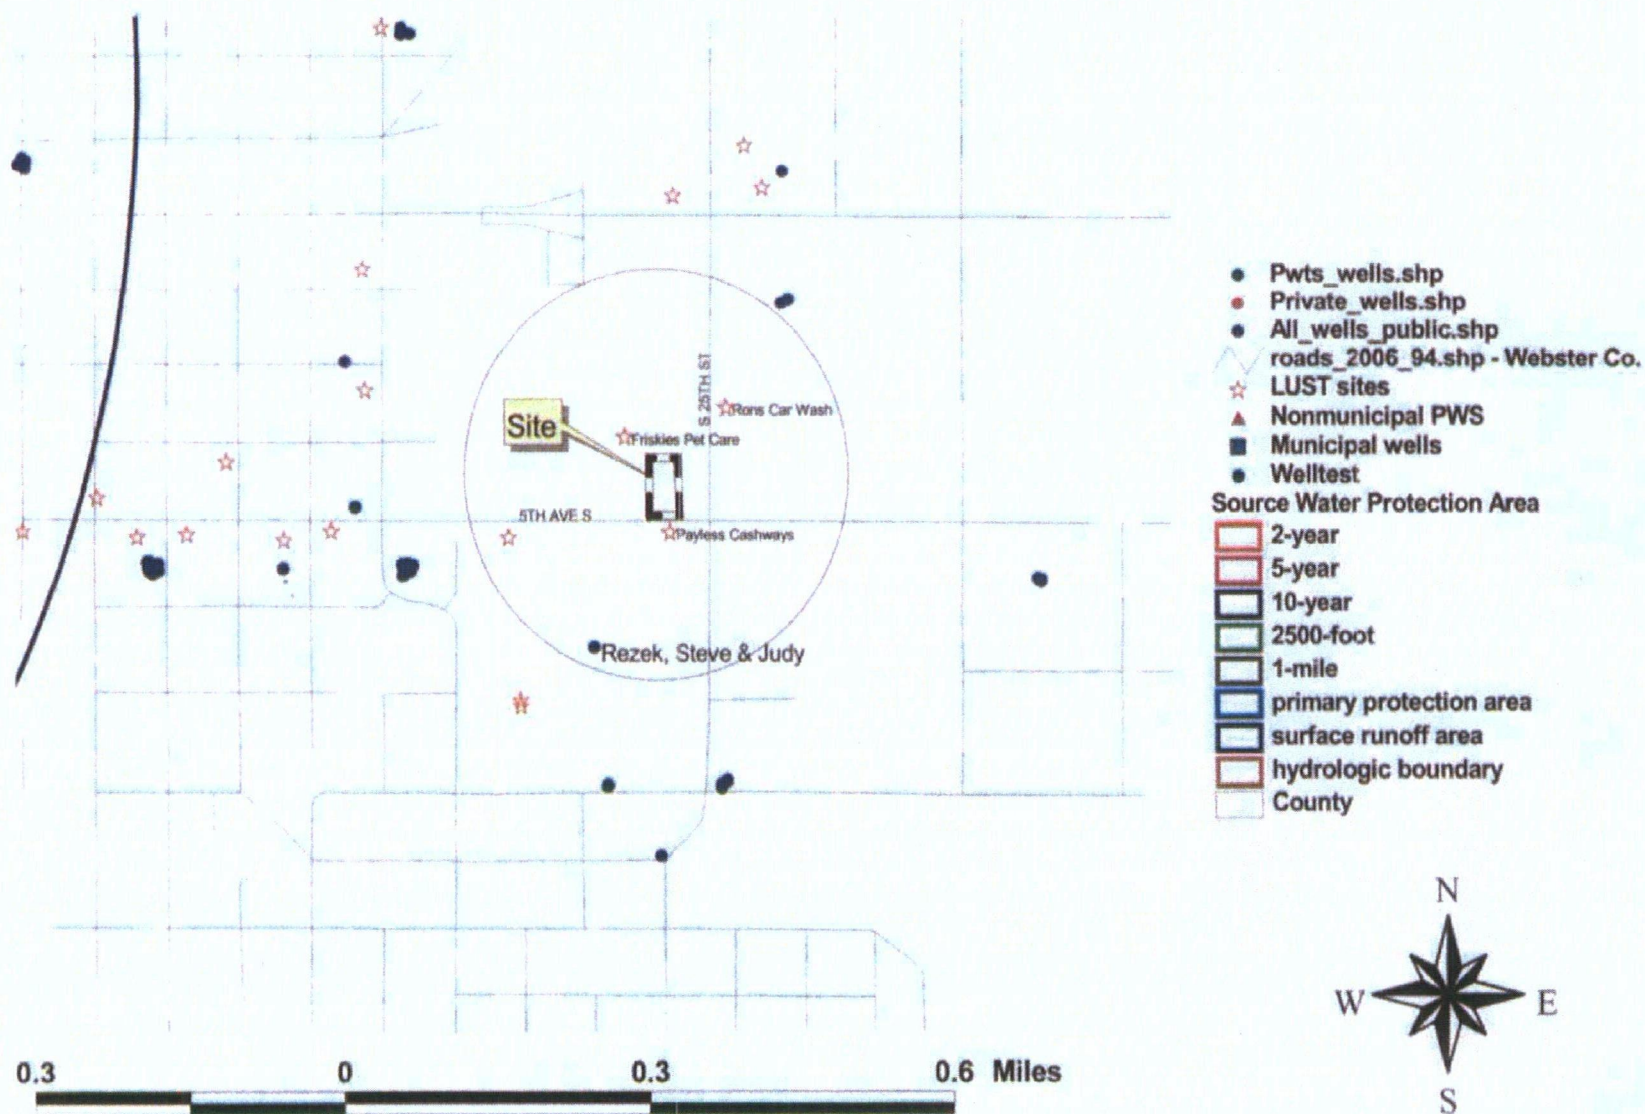 S 25TH ST
Rons Car Wash
Site
Friskies Pet Care
5TH AVE S
Payless Cashways
Rezek, Steve & Judy
Pwts_wells.shp
Private_wells.shp
All_wells_public.shp
roads_2006_94.shp - Webster Co.
LUST sites
Nonmunicipal PWS
Municipal wells
Welltest
Source Water Protection Area
2-year
5-year
10-year
2500-foot
1-mile
primary protection area
surface runoff area
hydrologic boundary
County
N
W E
S
0.3 0 0.3 0.6 Miles